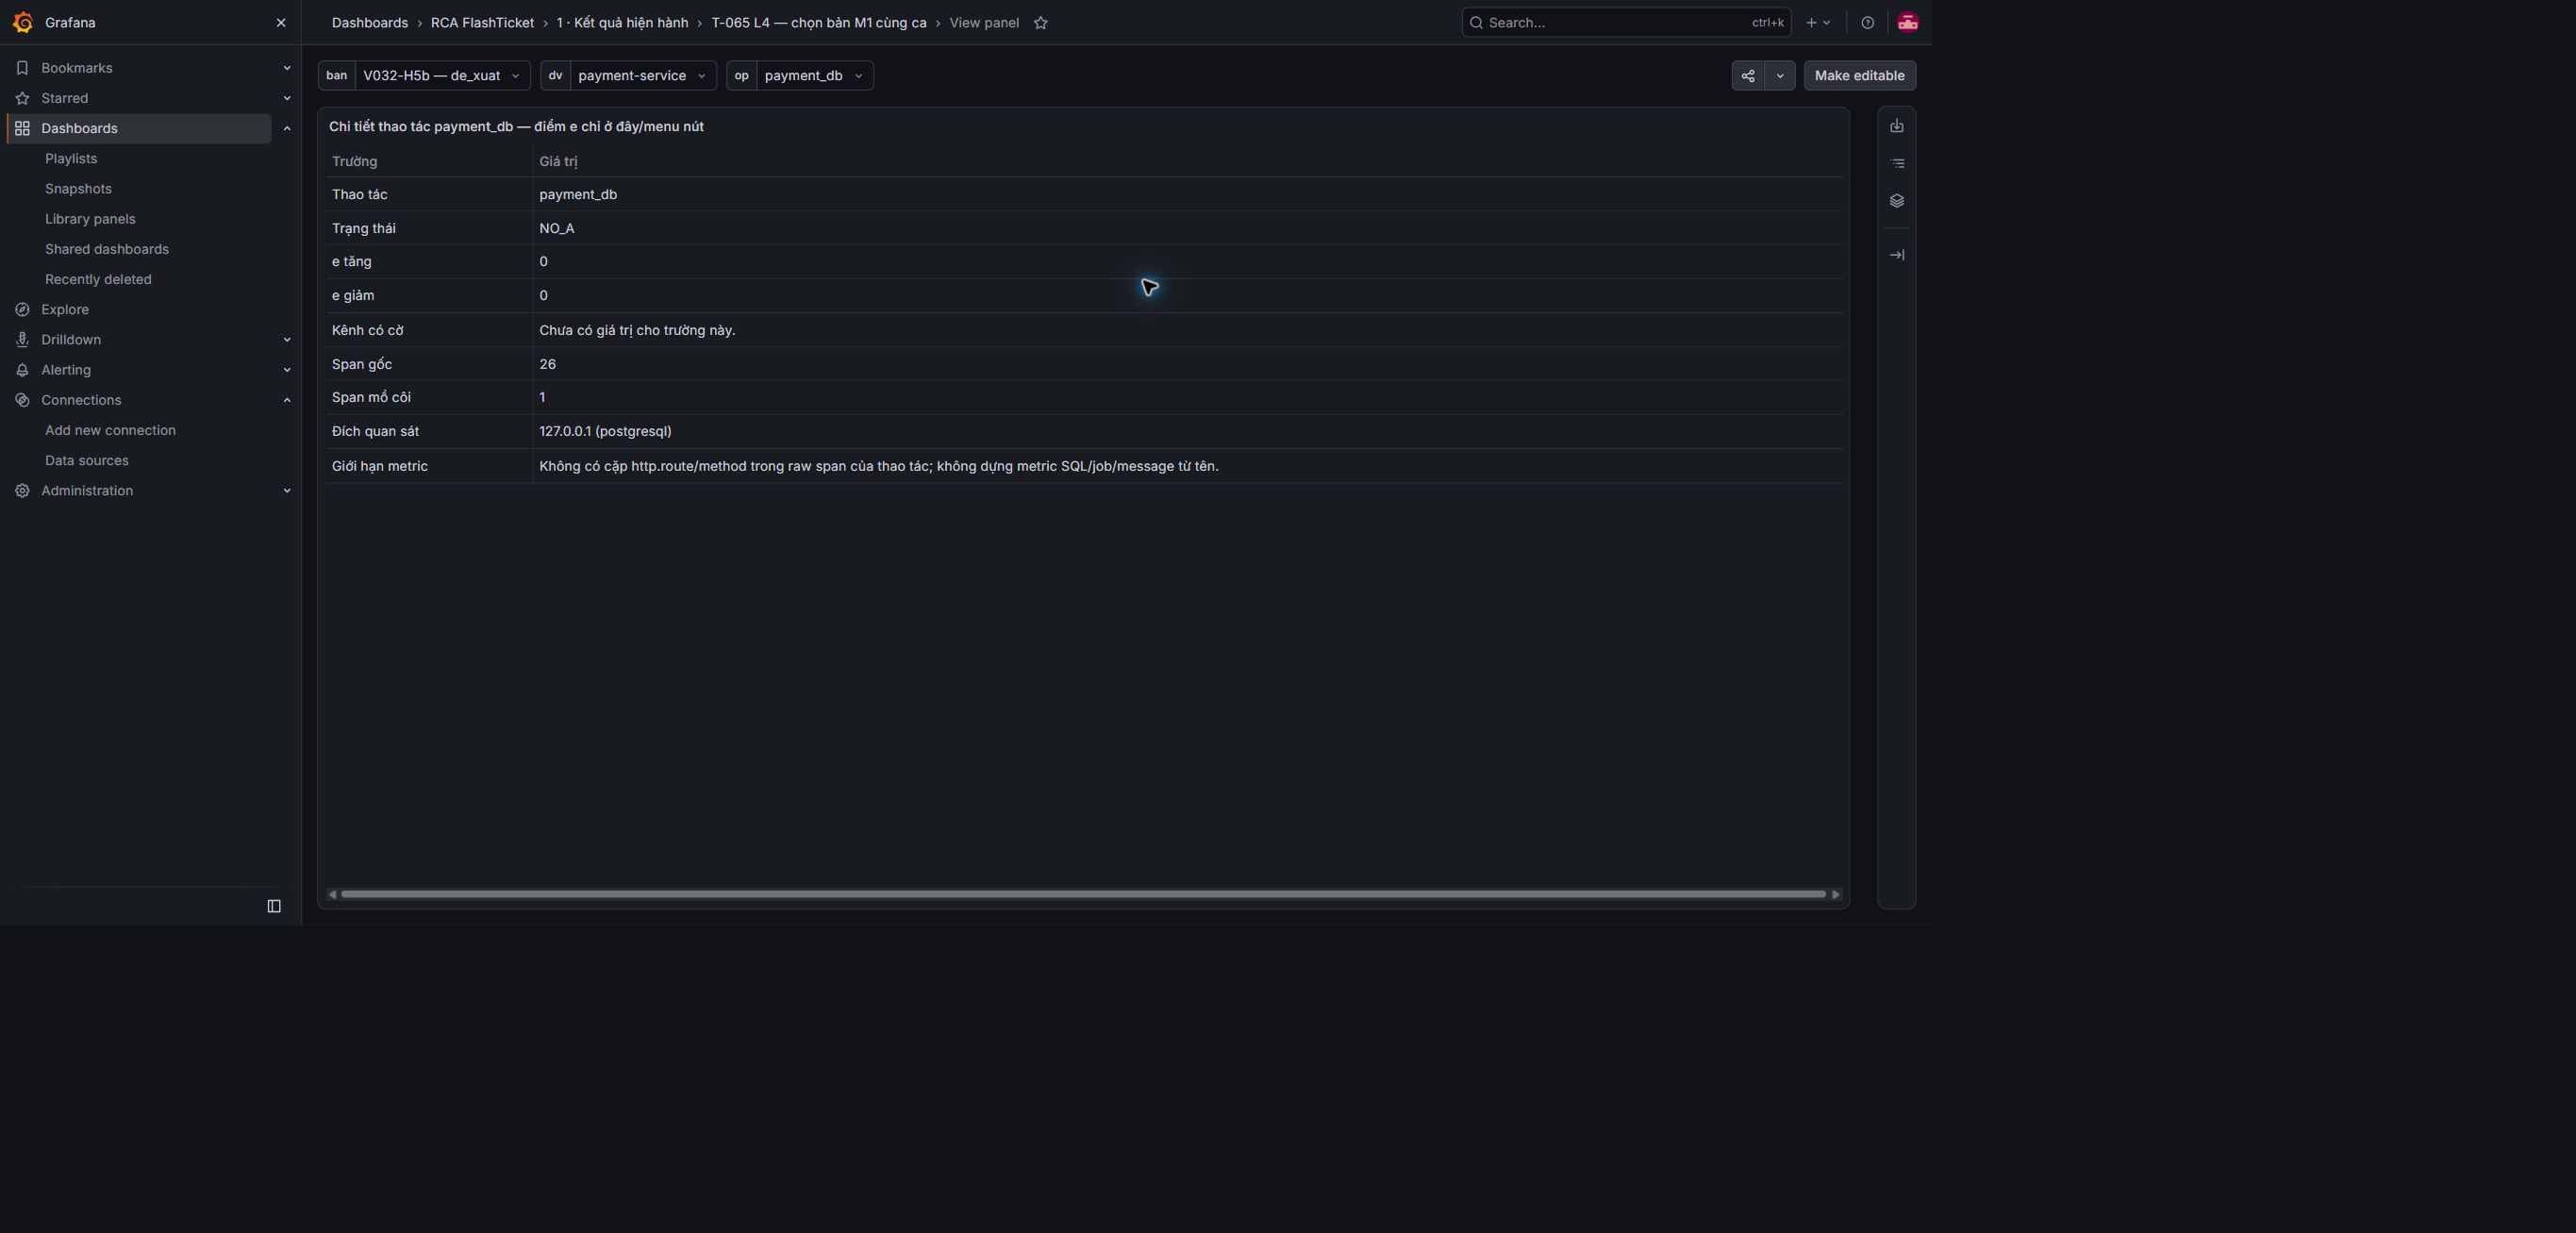 Grafana
Dashboards › RCA FlashTicket › 1 · Kết quả hiện hành › T-065 L4 — chọn bản M1 cùng ca › View panel
Search... ctrl+k
Bookmarks
Starred
Dashboards
Playlists
Snapshots
Library panels
Shared dashboards
Recently deleted
Explore
Drilldown
Alerting
Connections
Add new connection
Data sources
Administration
ban V032-H5b — de_xuat dv payment-service op payment_db
Make editable
Chi tiết thao tác payment_db — điểm e chỉ ở đây/menu nút
Trường Giá trị
Thao tác payment_db
Trạng thái NO_A
e tăng 0
e giảm 0
Kênh có cờ Chưa có giá trị cho trường này.
Span gốc 26
Span mồ côi 1
Đích quan sát 127.0.0.1 (postgresql)
Giới hạn metric Không có cặp http.route/method trong raw span của thao tác; không dựng metric SQL/job/message từ tên.